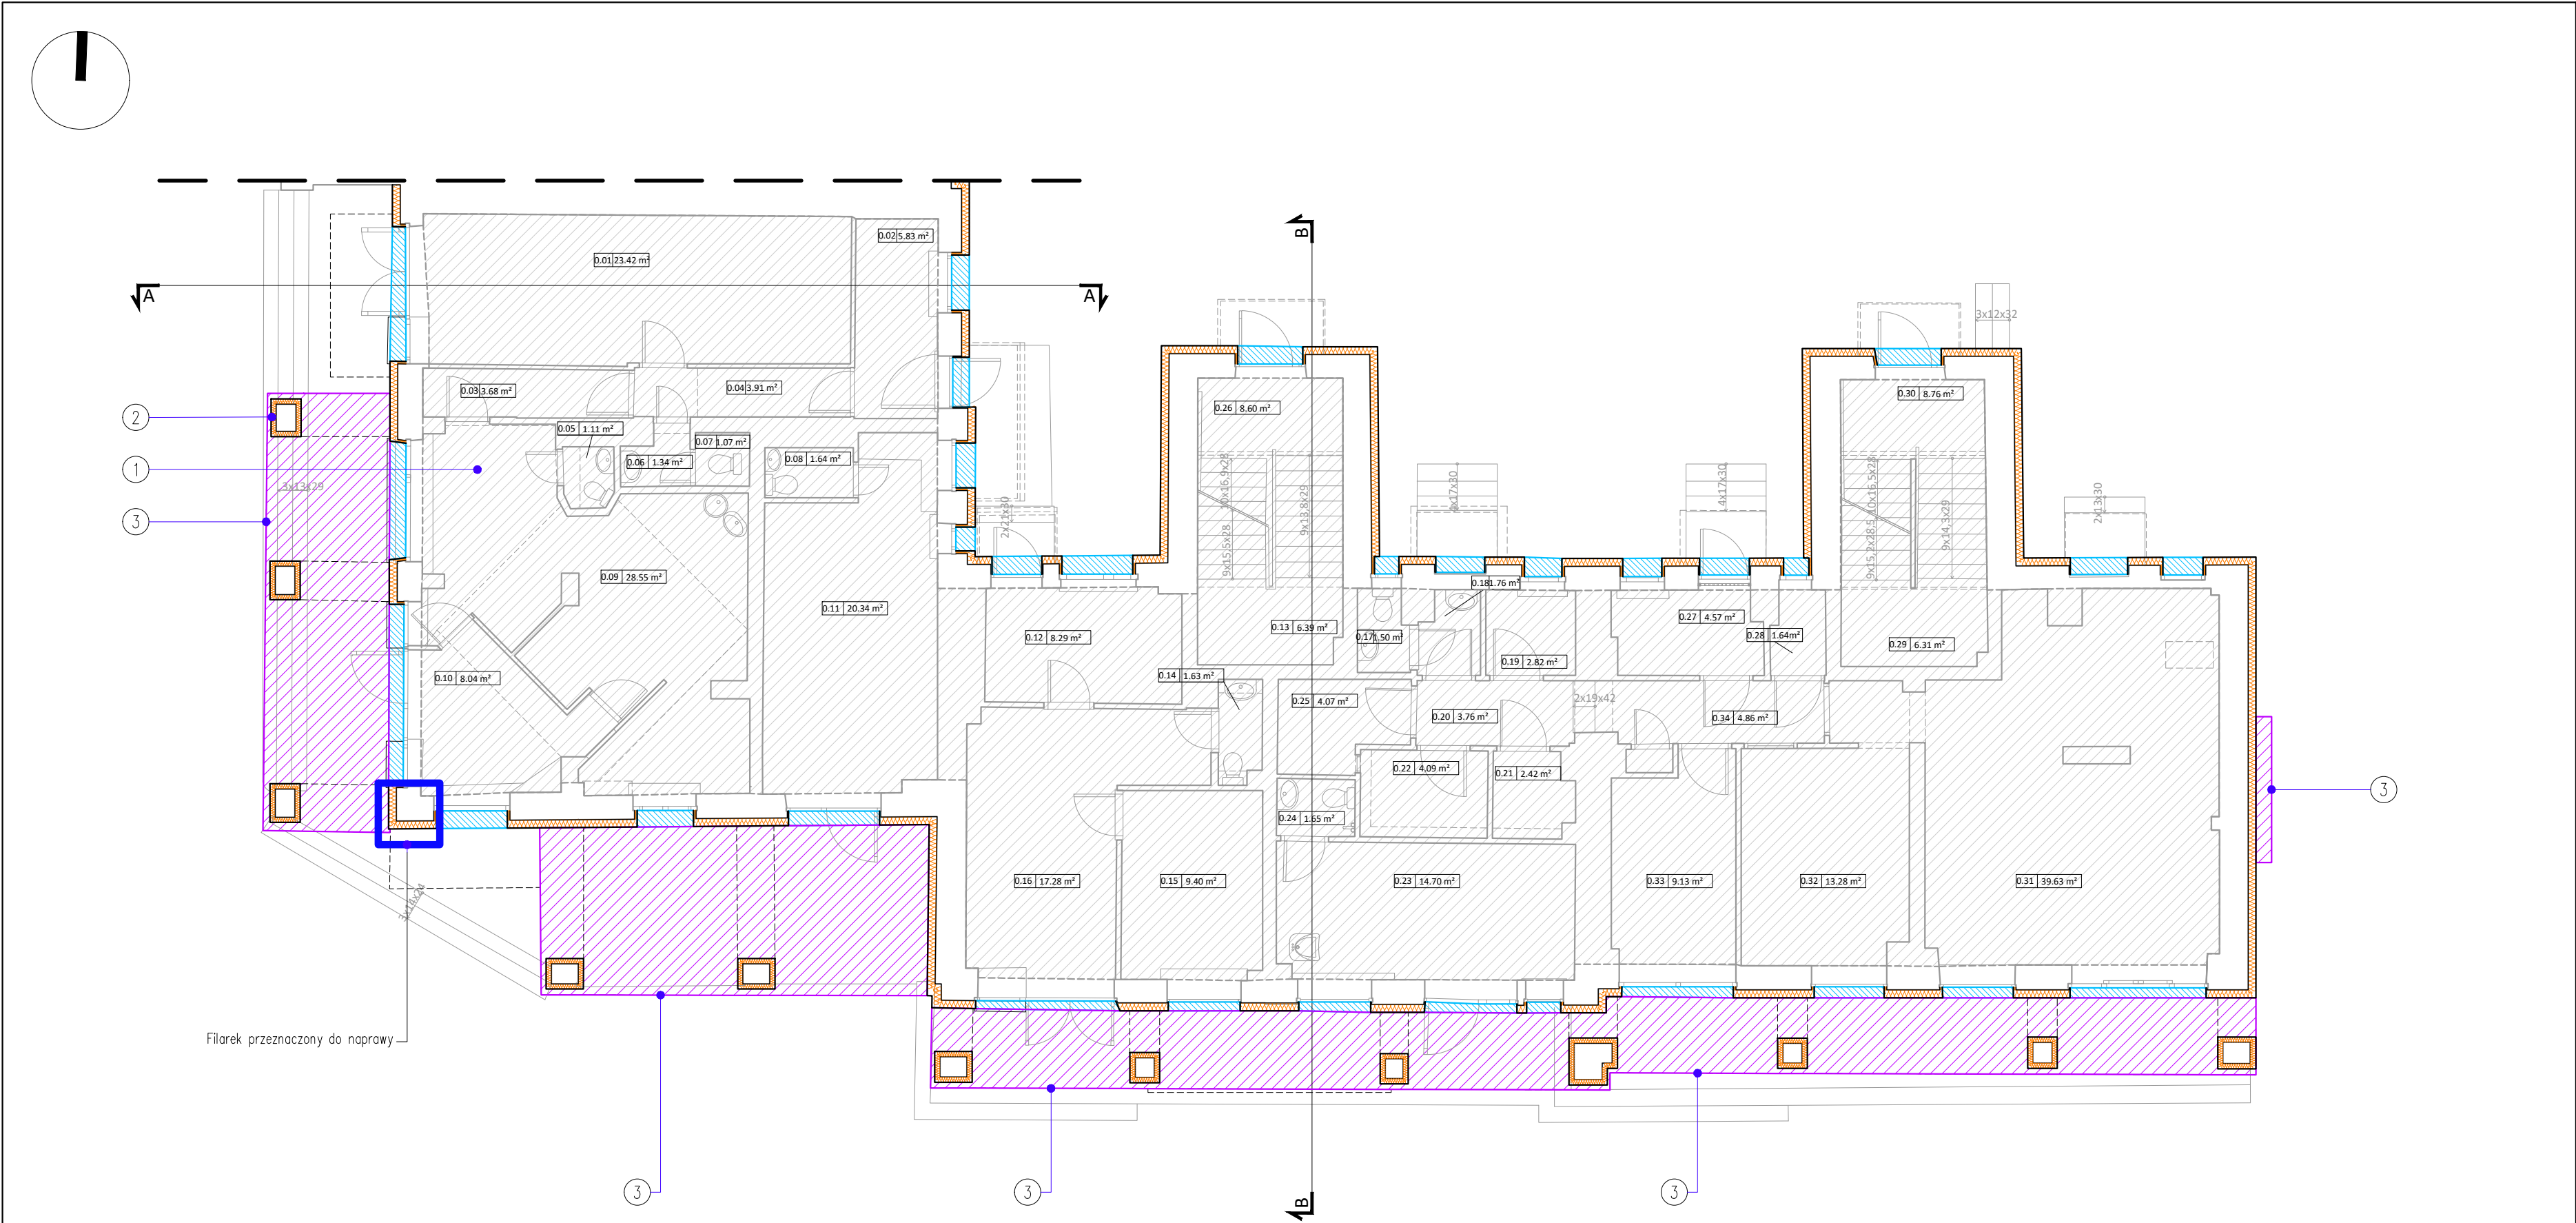 B
0.02 5.83 m²
0.01 23.42 m²
A
A
3x12x32
0.03 3.68 m²
0.04 3.91 m²
0.30 8.76 m²
0.26 8.60 m²
2
0.05 1.11 m²
0.07 1.07 m²
0.06 1.34 m²
0.08 1.64 m²
1
3x13x29
10x16,9x28
9x15,5x28
9x13,8x29
4x17x30
4x17x30
9x15,2x28,5
10x16,5x28
9x14,3x29
2x13x30
2x21x30
3
0.09 28.55 m²
0.18 1.76 m²
0.11 20.34 m²
0.12 8.29 m²
0.13 6.39 m²
0.17 1.50 m²
0.27 4.57 m²
0.28 1.64m²
0.29 6.31 m²
0.19 2.82 m²
0.10 8.04 m²
0.14 1.63 m²
0.25 4.07 m²
2x19x42
0.20 3.76 m²
0.34 4.86 m²
0.22 4.09 m²
0.21 2.42 m²
3
0.24 1.65 m²
0.16 17.28 m²
0.15 9.40 m²
0.23 14.70 m²
0.33 9.13 m²
0.32 13.28 m²
0.31 39.63 m²
Filarek przeznaczony do naprawy
3
3
3
B